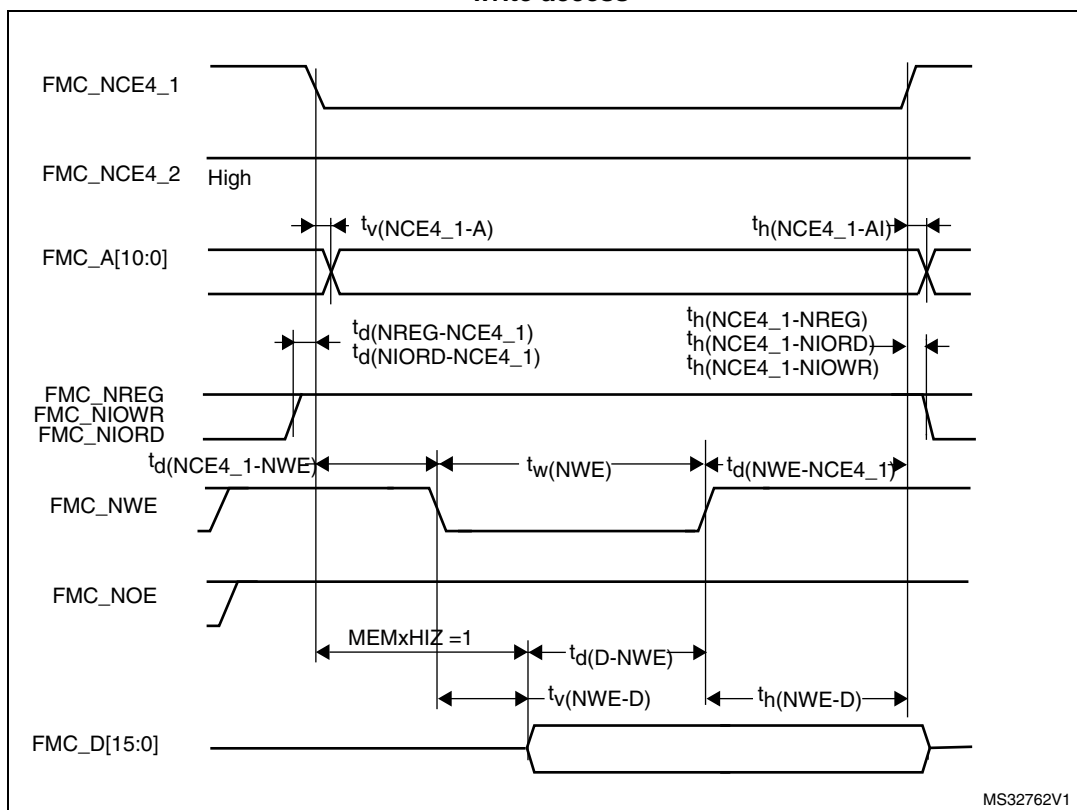 FMC_NCE4_1
FMC_NCE4_2 High
tv(NCE4_1-A) th(NCE4_1-AI)
FMC_A[10:0]
td(NREG-NCE4_1) th(NCE4_1-NREG)
td(NIORD-NCE4_1) th(NCE4_1-NIORD)
th(NCE4_1-NIOWR)
FMC_NREG
FMC_NIOWR
FMC_NIORD
td(NCE4_1-NWE) tw(NWE) td(NWE-NCE4_1)
FMC_NWE
FMC_NOE
MEMxHIZ =1 td(D-NWE)
tv(NWE-D) th(NWE-D)
FMC_D[15:0]
MS32762V1